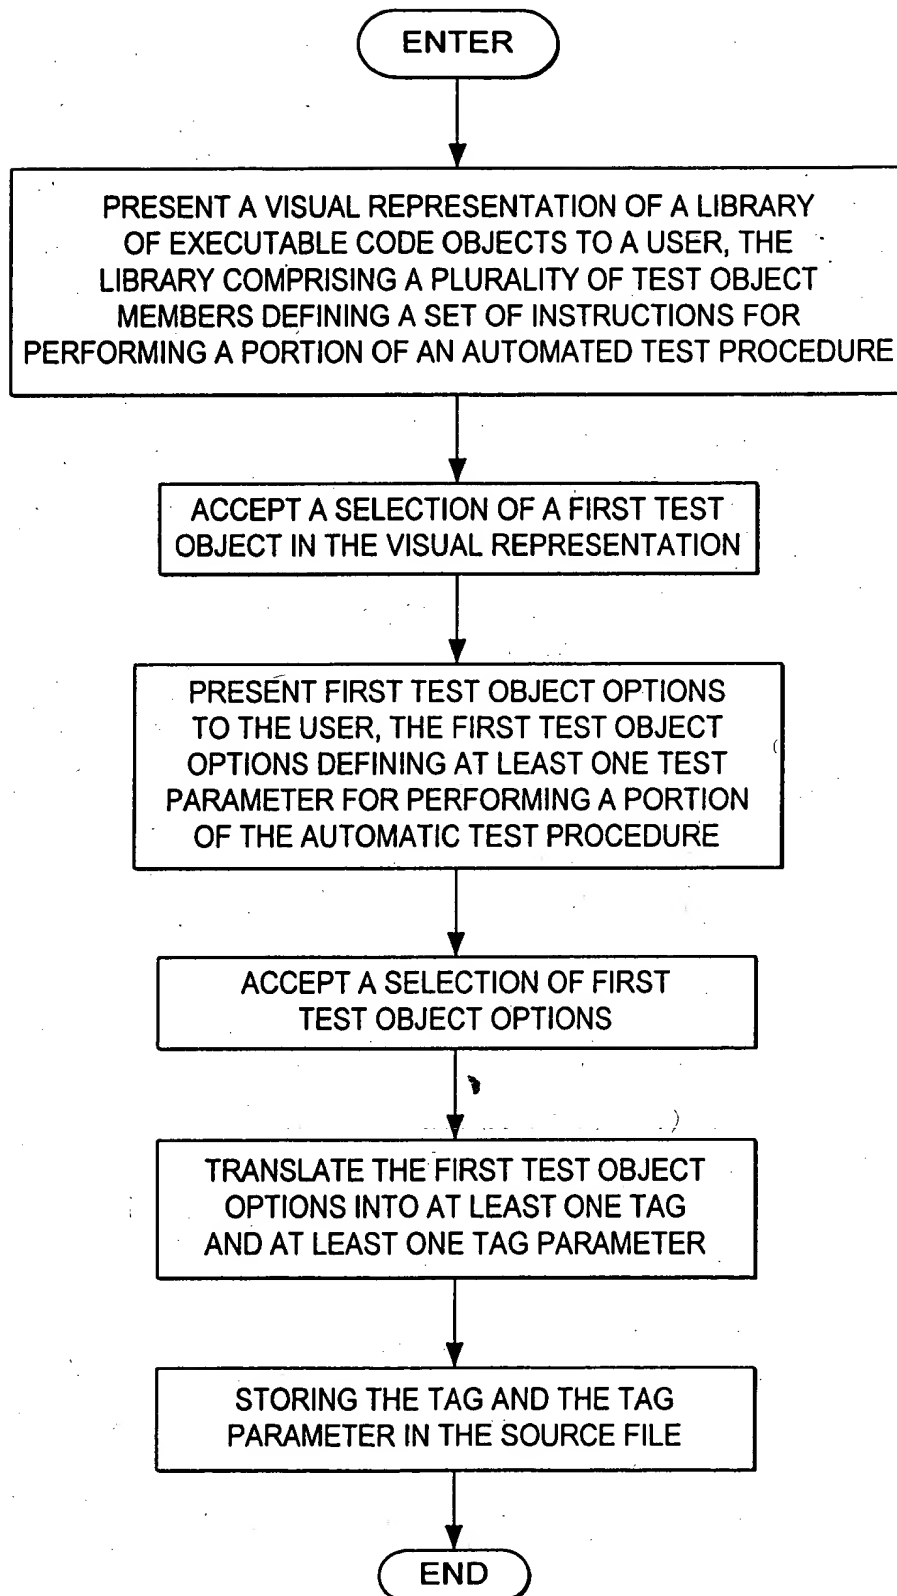 ENTER
PRESENT A VISUAL REPRESENTATION OF A LIBRARY
OF EXECUTABLE CODE OBJECTS TO A USER, THE
LIBRARY COMPRISING A PLURALITY OF TEST OBJECT
MEMBERS DEFINING A SET OF INSTRUCTIONS FOR
PERFORMING A PORTION OF AN AUTOMATED TEST PROCEDURE
ACCEPT A SELECTION OF A FIRST TEST
OBJECT IN THE VISUAL REPRESENTATION
PRESENT FIRST TEST OBJECT OPTIONS
TO THE USER, THE FIRST TEST OBJECT
OPTIONS DEFINING AT LEAST ONE TEST
PARAMETER FOR PERFORMING A PORTION
OF THE AUTOMATIC TEST PROCEDURE
ACCEPT A SELECTION OF FIRST
TEST OBJECT OPTIONS
TRANSLATE THE FIRST TEST OBJECT
OPTIONS INTO AT LEAST ONE TAG
AND AT LEAST ONE TAG PARAMETER
STORING THE TAG AND THE TAG
PARAMETER IN THE SOURCE FILE
END